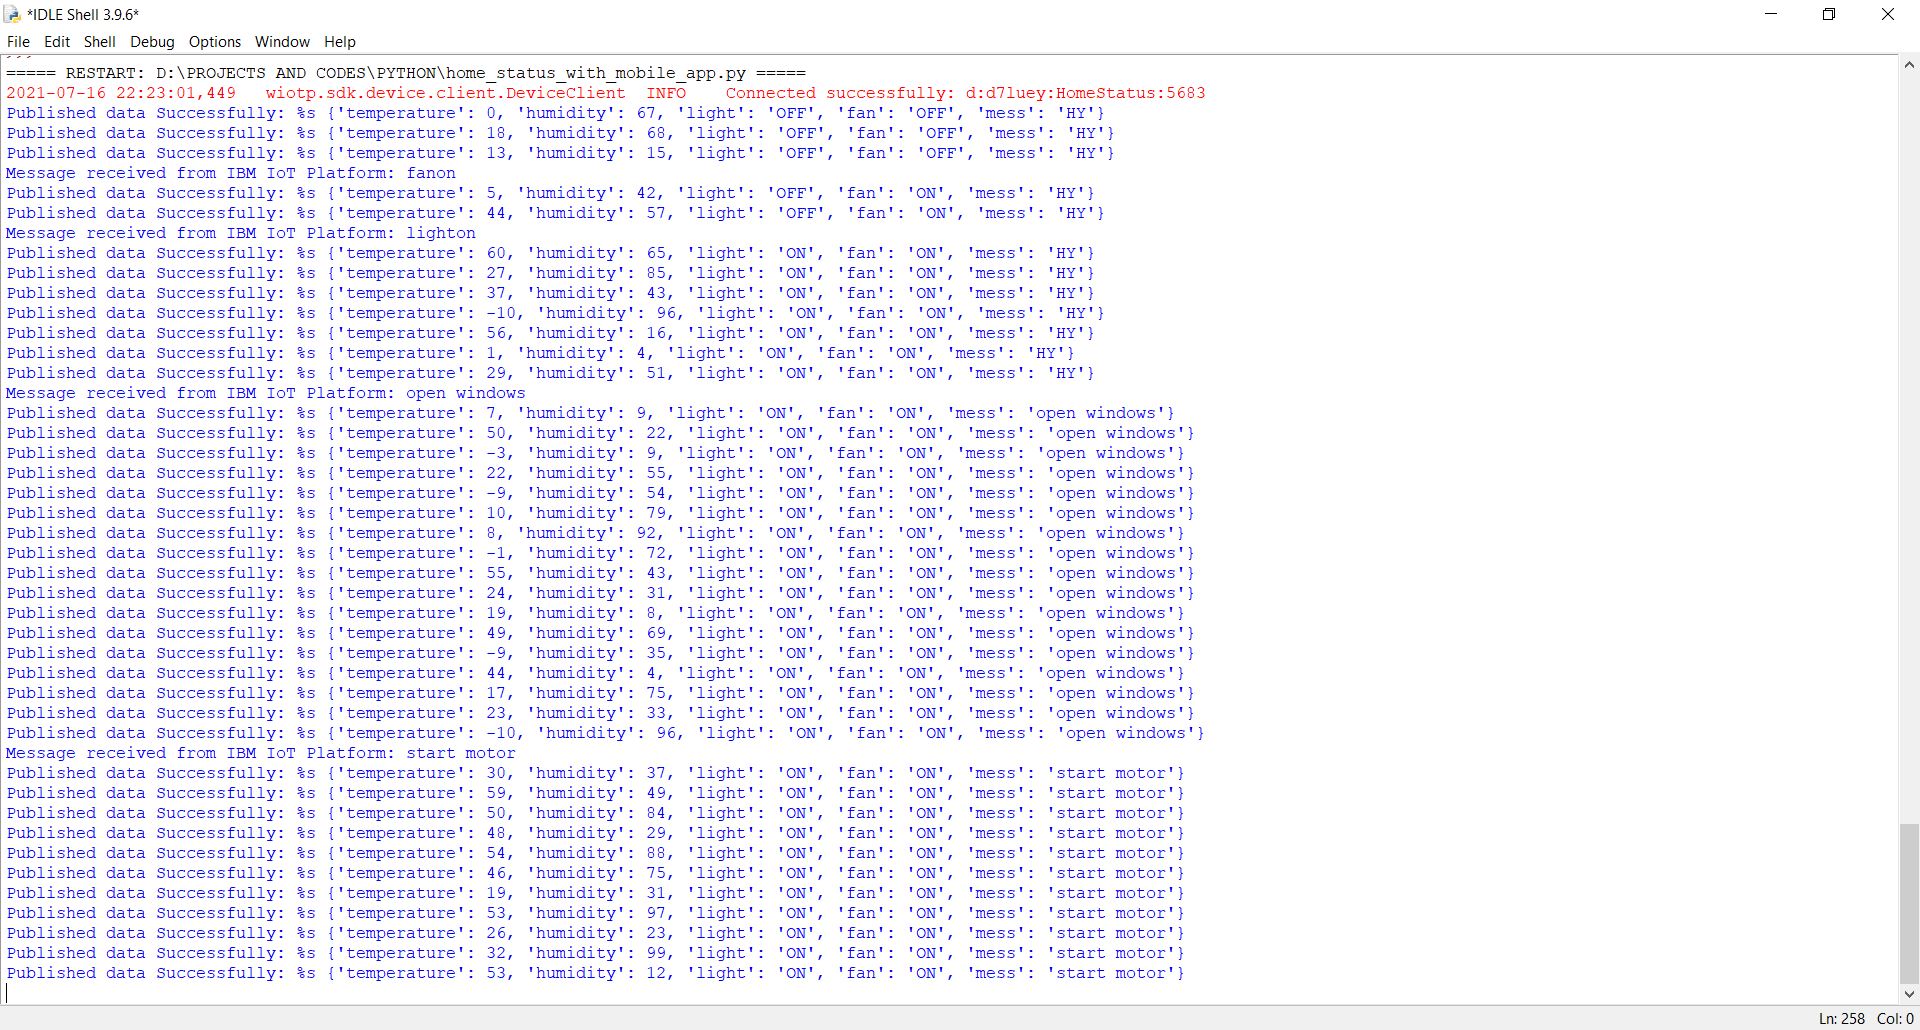 *IDLE Shell 3.9.6*
File Edit Shell Debug Options Window Help
>>>
===== RESTART: D:\PROJECTS AND CODES\PYTHON\home_status_with_mobile_app.py =====
2021-07-16 22:23:01,449   wiotp.sdk.device.client.DeviceClient  INFO    Connected successfully: d:d7luey:HomeStatus:5683
Published data Successfully: %s {'temperature': 0, 'humidity': 67, 'light': 'OFF', 'fan': 'OFF', 'mess': 'HY'}
Published data Successfully: %s {'temperature': 18, 'humidity': 68, 'light': 'OFF', 'fan': 'OFF', 'mess': 'HY'}
Published data Successfully: %s {'temperature': 13, 'humidity': 15, 'light': 'OFF', 'fan': 'OFF', 'mess': 'HY'}
Message received from IBM IoT Platform: fanon
Published data Successfully: %s {'temperature': 5, 'humidity': 42, 'light': 'OFF', 'fan': 'ON', 'mess': 'HY'}
Published data Successfully: %s {'temperature': 44, 'humidity': 57, 'light': 'OFF', 'fan': 'ON', 'mess': 'HY'}
Message received from IBM IoT Platform: lighton
Published data Successfully: %s {'temperature': 60, 'humidity': 65, 'light': 'ON', 'fan': 'ON', 'mess': 'HY'}
Published data Successfully: %s {'temperature': 27, 'humidity': 85, 'light': 'ON', 'fan': 'ON', 'mess': 'HY'}
Published data Successfully: %s {'temperature': 37, 'humidity': 43, 'light': 'ON', 'fan': 'ON', 'mess': 'HY'}
Published data Successfully: %s {'temperature': -10, 'humidity': 96, 'light': 'ON', 'fan': 'ON', 'mess': 'HY'}
Published data Successfully: %s {'temperature': 56, 'humidity': 16, 'light': 'ON', 'fan': 'ON', 'mess': 'HY'}
Published data Successfully: %s {'temperature': 1, 'humidity': 4, 'light': 'ON', 'fan': 'ON', 'mess': 'HY'}
Published data Successfully: %s {'temperature': 29, 'humidity': 51, 'light': 'ON', 'fan': 'ON', 'mess': 'HY'}
Message received from IBM IoT Platform: open windows
Published data Successfully: %s {'temperature': 7, 'humidity': 9, 'light': 'ON', 'fan': 'ON', 'mess': 'open windows'}
Published data Successfully: %s {'temperature': 50, 'humidity': 22, 'light': 'ON', 'fan': 'ON', 'mess': 'open windows'}
Published data Successfully: %s {'temperature': -3, 'humidity': 9, 'light': 'ON', 'fan': 'ON', 'mess': 'open windows'}
Published data Successfully: %s {'temperature': 22, 'humidity': 55, 'light': 'ON', 'fan': 'ON', 'mess': 'open windows'}
Published data Successfully: %s {'temperature': -9, 'humidity': 54, 'light': 'ON', 'fan': 'ON', 'mess': 'open windows'}
Published data Successfully: %s {'temperature': 10, 'humidity': 79, 'light': 'ON', 'fan': 'ON', 'mess': 'open windows'}
Published data Successfully: %s {'temperature': 8, 'humidity': 92, 'light': 'ON', 'fan': 'ON', 'mess': 'open windows'}
Published data Successfully: %s {'temperature': -1, 'humidity': 72, 'light': 'ON', 'fan': 'ON', 'mess': 'open windows'}
Published data Successfully: %s {'temperature': 55, 'humidity': 43, 'light': 'ON', 'fan': 'ON', 'mess': 'open windows'}
Published data Successfully: %s {'temperature': 24, 'humidity': 31, 'light': 'ON', 'fan': 'ON', 'mess': 'open windows'}
Published data Successfully: %s {'temperature': 19, 'humidity': 8, 'light': 'ON', 'fan': 'ON', 'mess': 'open windows'}
Published data Successfully: %s {'temperature': 49, 'humidity': 69, 'light': 'ON', 'fan': 'ON', 'mess': 'open windows'}
Published data Successfully: %s {'temperature': -9, 'humidity': 35, 'light': 'ON', 'fan': 'ON', 'mess': 'open windows'}
Published data Successfully: %s {'temperature': 44, 'humidity': 4, 'light': 'ON', 'fan': 'ON', 'mess': 'open windows'}
Published data Successfully: %s {'temperature': 17, 'humidity': 75, 'light': 'ON', 'fan': 'ON', 'mess': 'open windows'}
Published data Successfully: %s {'temperature': 23, 'humidity': 33, 'light': 'ON', 'fan': 'ON', 'mess': 'open windows'}
Published data Successfully: %s {'temperature': -10, 'humidity': 96, 'light': 'ON', 'fan': 'ON', 'mess': 'open windows'}
Message received from IBM IoT Platform: start motor
Published data Successfully: %s {'temperature': 30, 'humidity': 37, 'light': 'ON', 'fan': 'ON', 'mess': 'start motor'}
Published data Successfully: %s {'temperature': 59, 'humidity': 49, 'light': 'ON', 'fan': 'ON', 'mess': 'start motor'}
Published data Successfully: %s {'temperature': 50, 'humidity': 84, 'light': 'ON', 'fan': 'ON', 'mess': 'start motor'}
Published data Successfully: %s {'temperature': 48, 'humidity': 29, 'light': 'ON', 'fan': 'ON', 'mess': 'start motor'}
Published data Successfully: %s {'temperature': 54, 'humidity': 88, 'light': 'ON', 'fan': 'ON', 'mess': 'start motor'}
Published data Successfully: %s {'temperature': 46, 'humidity': 75, 'light': 'ON', 'fan': 'ON', 'mess': 'start motor'}
Published data Successfully: %s {'temperature': 19, 'humidity': 31, 'light': 'ON', 'fan': 'ON', 'mess': 'start motor'}
Published data Successfully: %s {'temperature': 53, 'humidity': 97, 'light': 'ON', 'fan': 'ON', 'mess': 'start motor'}
Published data Successfully: %s {'temperature': 26, 'humidity': 23, 'light': 'ON', 'fan': 'ON', 'mess': 'start motor'}
Published data Successfully: %s {'temperature': 32, 'humidity': 99, 'light': 'ON', 'fan': 'ON', 'mess': 'start motor'}
Published data Successfully: %s {'temperature': 53, 'humidity': 12, 'light': 'ON', 'fan': 'ON', 'mess': 'start motor'}
Ln: 258 Col: 0